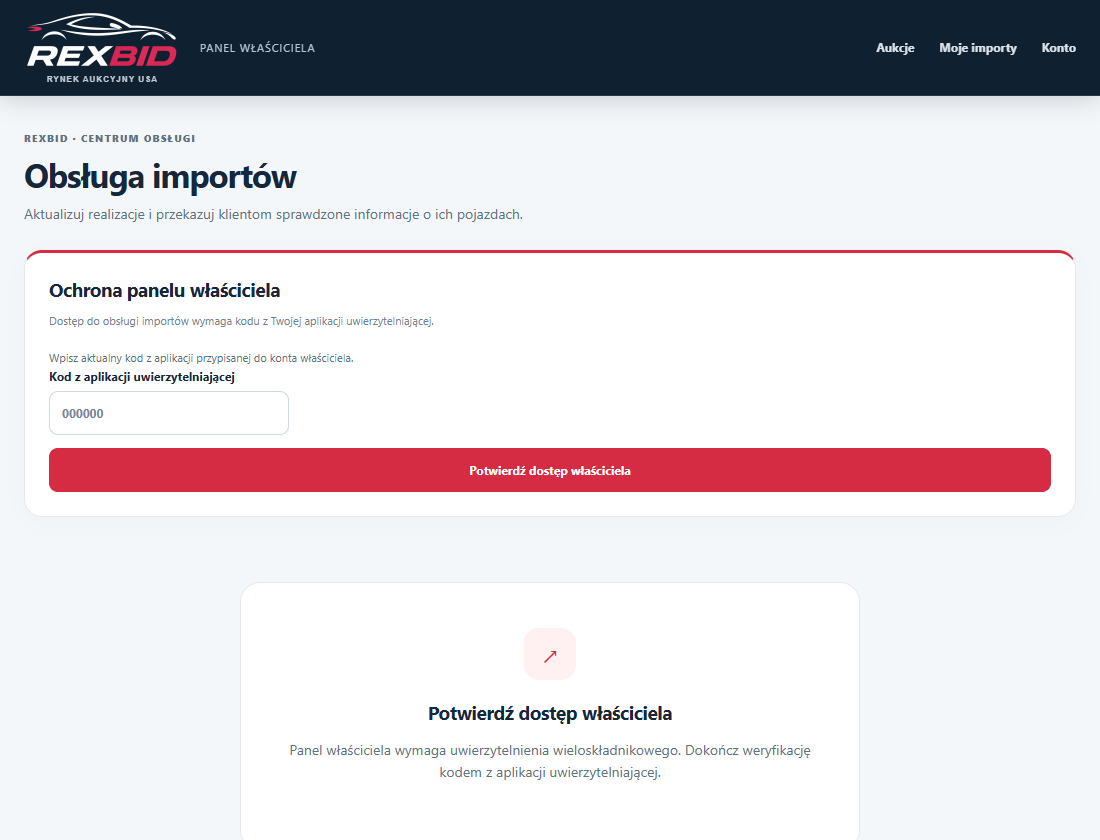 REXBID
RYNEK AUKCYJNY USA
PANEL WŁAŚCICIELA
Aukcje
Moje importy
Konto
REXBID · CENTRUM OBSŁUGI
Obsługa importów
Aktualizuj realizacje i przekazuj klientom sprawdzone informacje o ich pojazdach.
Ochrona panelu właściciela
Dostęp do obsługi importów wymaga kodu z Twojej aplikacji uwierzytelniającej.
Wpisz aktualny kod z aplikacji przypisanej do konta właściciela.
Kod z aplikacji uwierzytelniającej
000000
Potwierdź dostęp właściciela
Potwierdź dostęp właściciela
Panel właściciela wymaga uwierzytelnienia wieloskładnikowego. Dokończ weryfikację
kodem z aplikacji uwierzytelniającej.